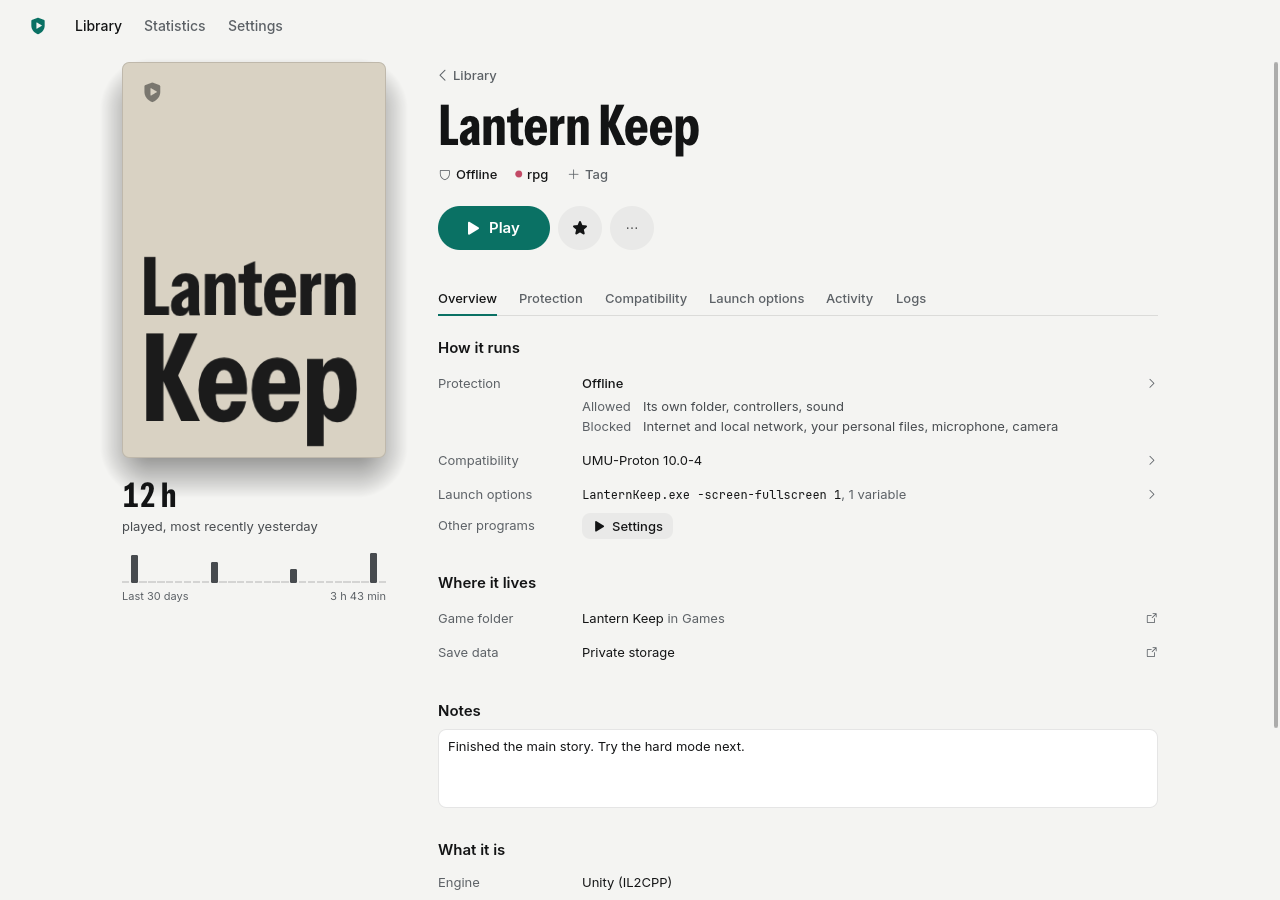 Library Statistics Settings
Lantern
Keep
12 h
played, most recently yesterday
Last 30 days 3 h 43 min
Library
Lantern Keep
Offline rpg Tag
Play
Overview Protection Compatibility Launch options Activity Logs
How it runs
Protection Offline
Allowed Its own folder, controllers, sound
Blocked Internet and local network, your personal files, microphone, camera
Compatibility UMU-Proton 10.0-4
Launch options LanternKeep.exe -screen-fullscreen 1, 1 variable
Other programs Settings
Where it lives
Game folder Lantern Keep in Games
Save data Private storage
Notes
Finished the main story. Try the hard mode next.
What it is
Engine Unity (IL2CPP)